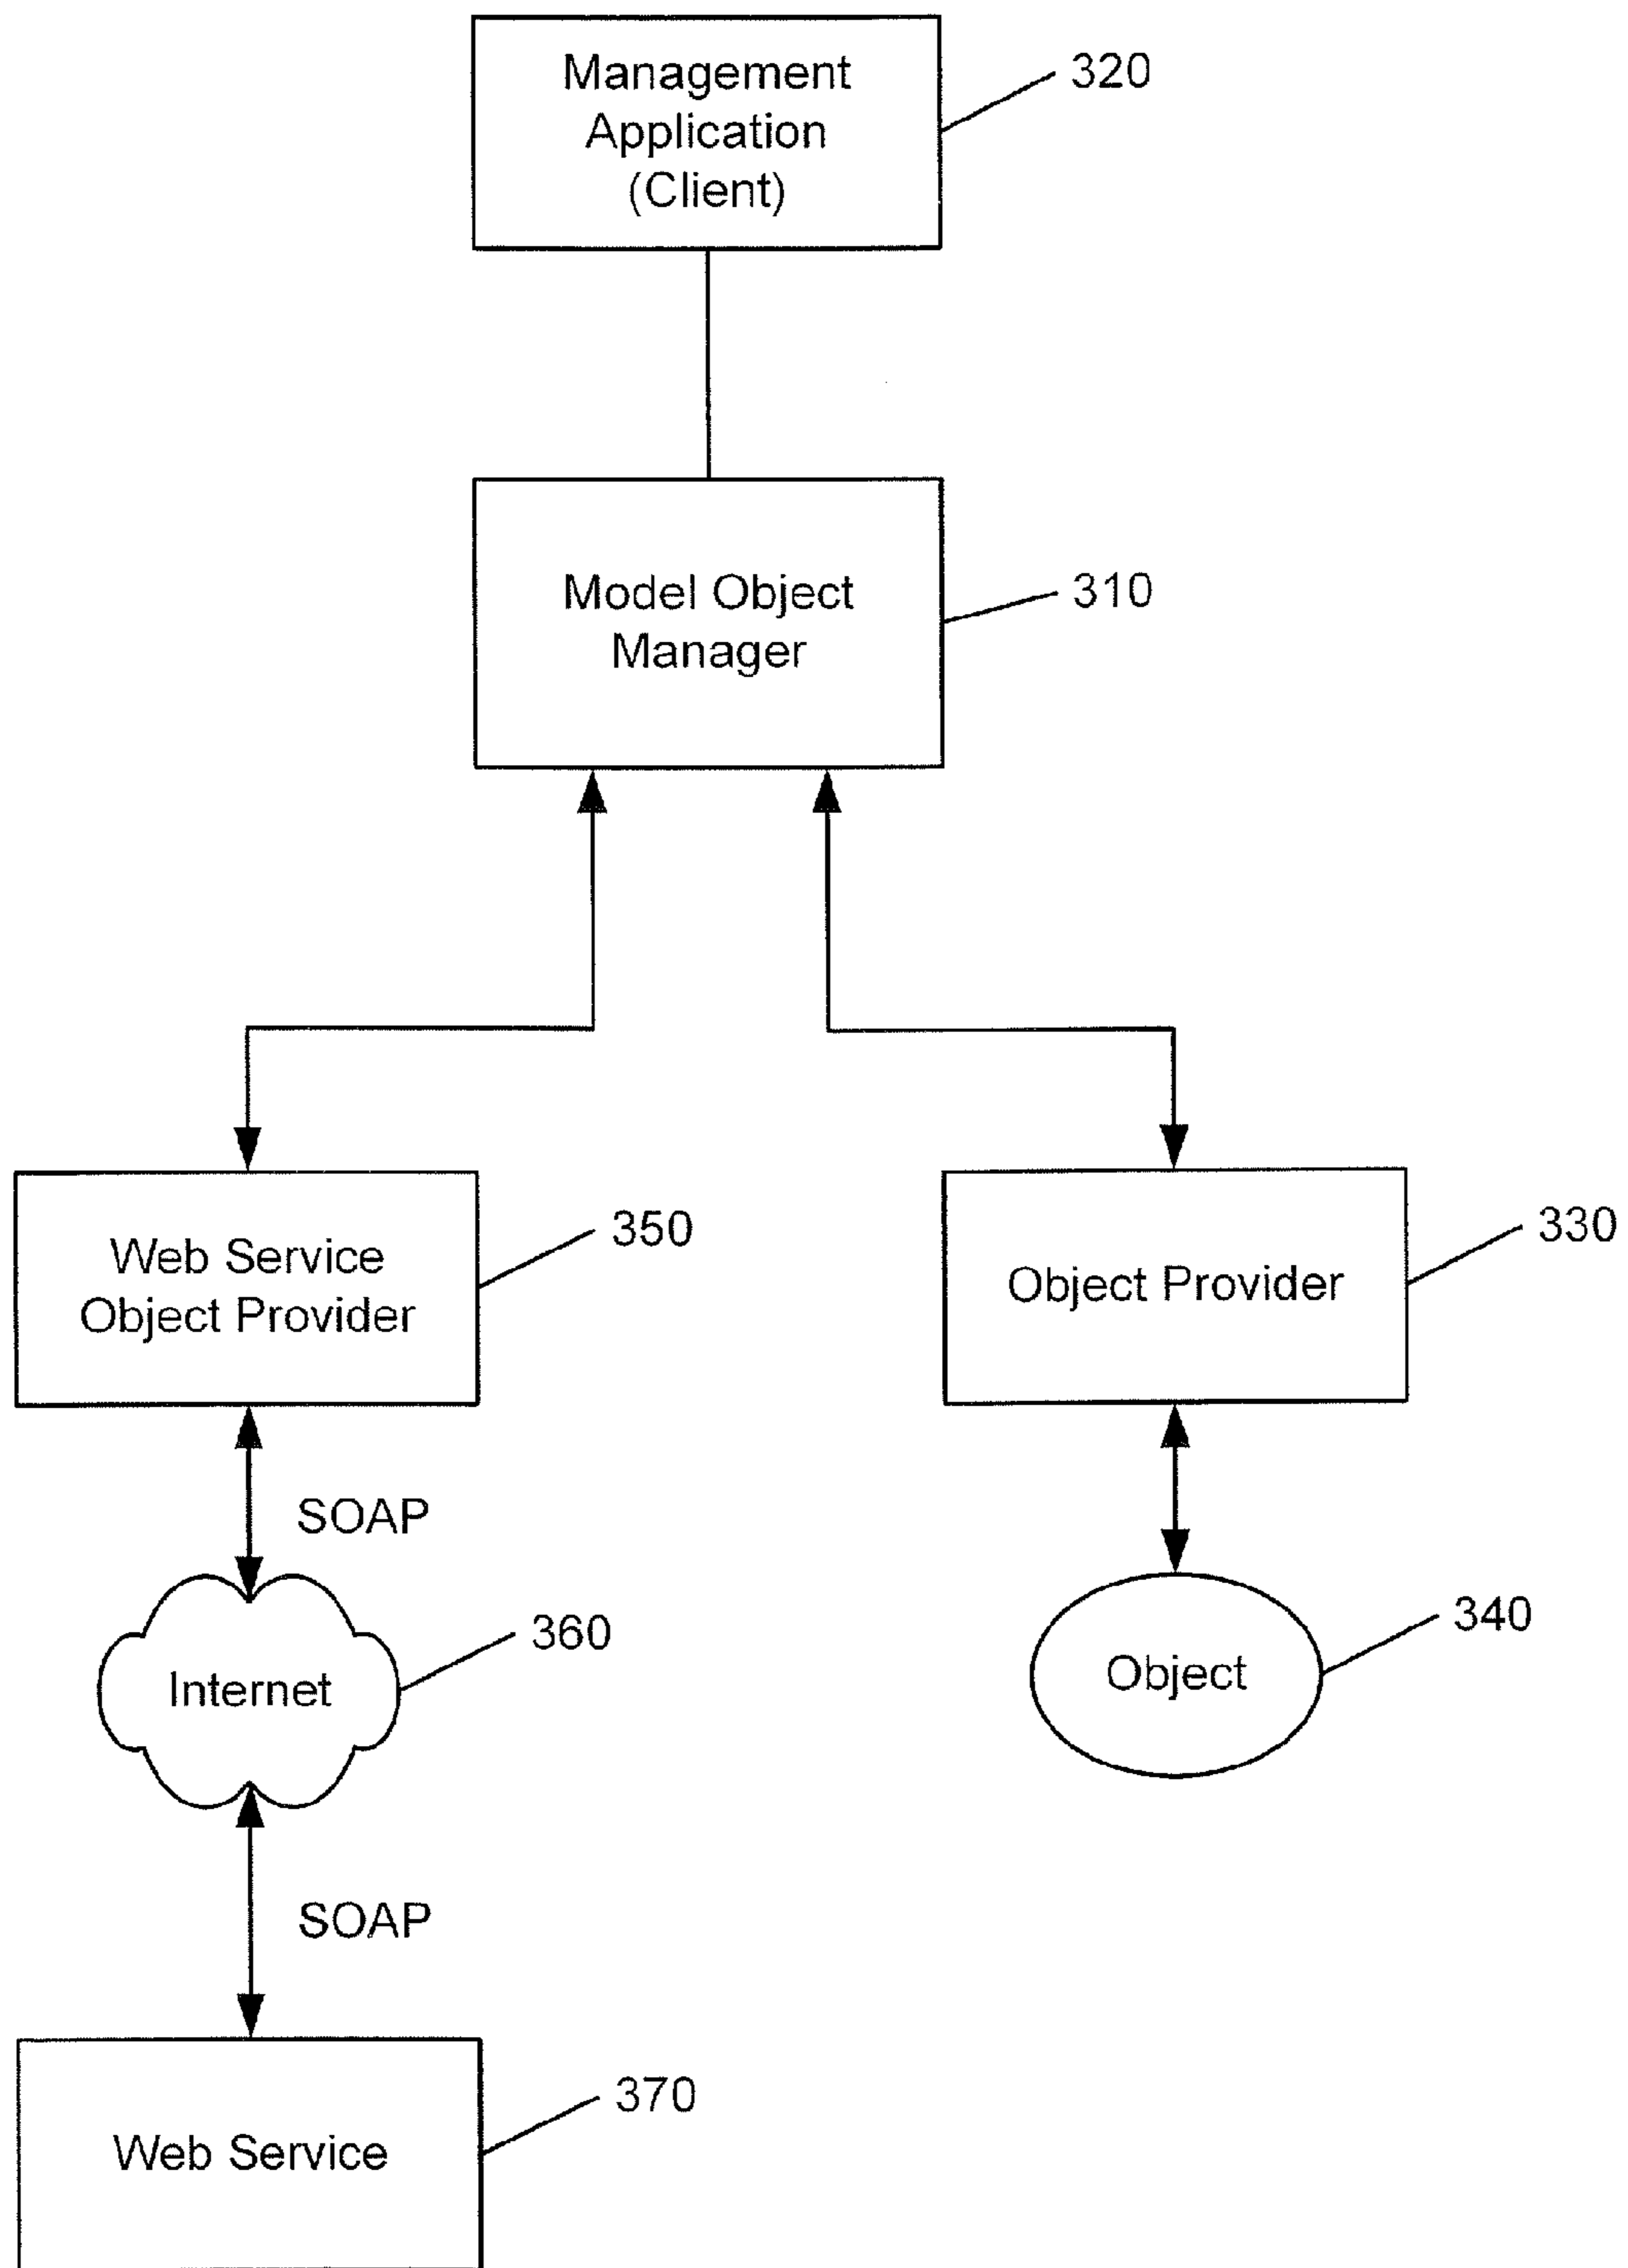 Management
Application
(Client)
320
Model Object
Manager
310
Web Service
Object Provider
350
Object Provider
330
SOAP
Internet
360
Object
340
SOAP
Web Service
370